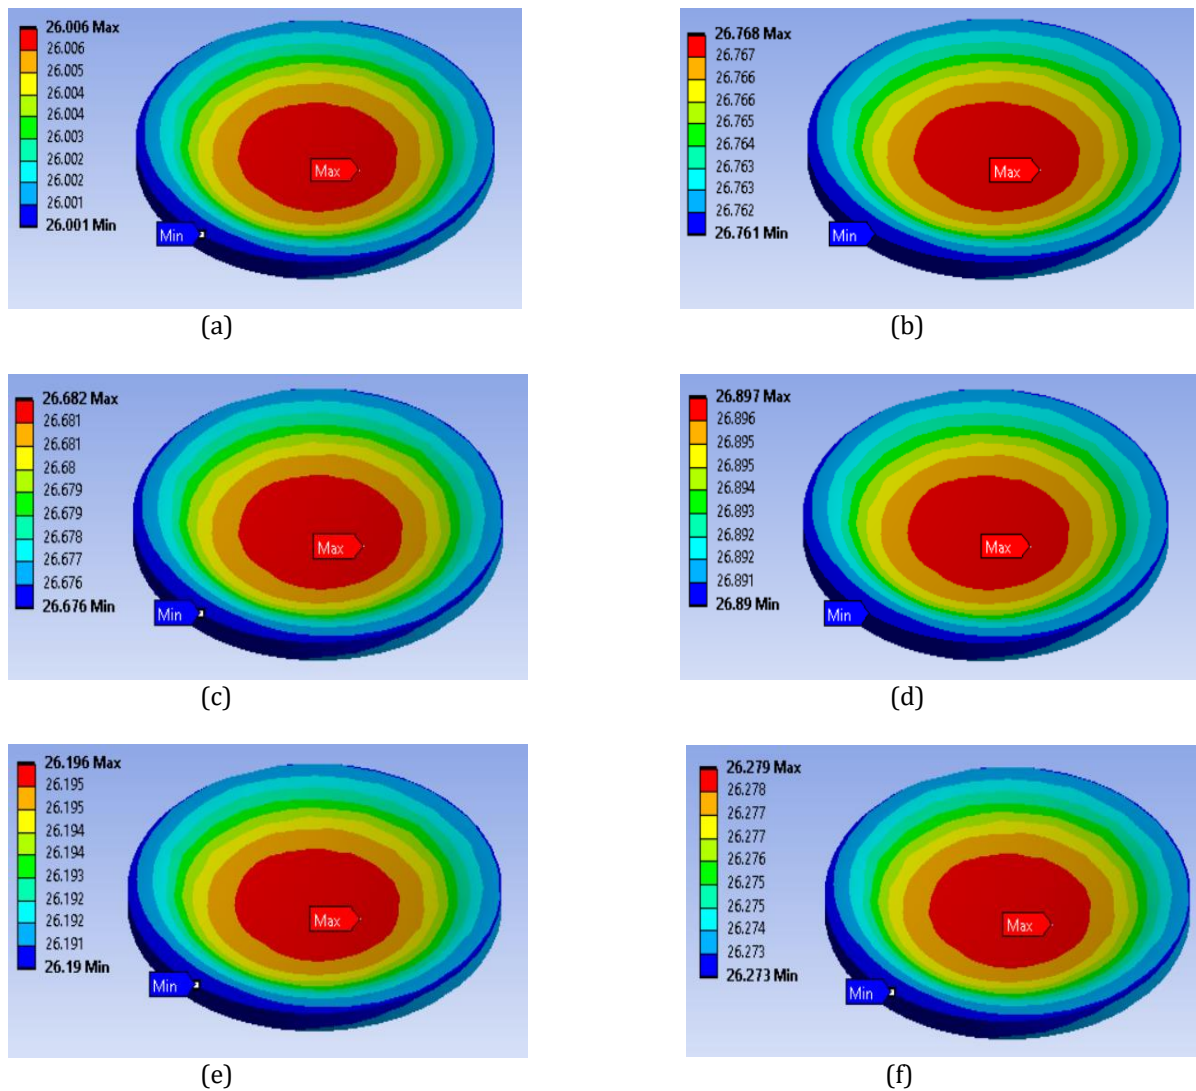 26.006 Max
26.006
26.005
26.004
26.004
26.003
26.002
26.002
26.001
26.001 Min
Max
Min
(a)
26.768 Max
26.767
26.766
26.766
26.765
26.764
26.763
26.763
26.762
26.761 Min
Max
Min
(b)
26.682 Max
26.681
26.681
26.68
26.679
26.679
26.678
26.677
26.676
26.676 Min
Max
Min
(c)
26.897 Max
26.896
26.895
26.895
26.894
26.893
26.892
26.892
26.891
26.89 Min
Max
Min
(d)
26.196 Max
26.195
26.195
26.194
26.194
26.193
26.192
26.192
26.191
26.19 Min
Max
Min
(e)
26.279 Max
26.278
26.277
26.277
26.276
26.275
26.275
26.274
26.273
26.273 Min
Max
Min
(f)